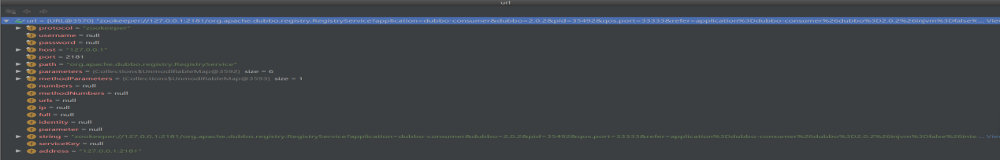 url
url = {URL@3570} "zookeeper://127.0.0.1:2181/org.apache.dubbo.registry.RegistryService?application=dubbo-consumer&dubbo=2.0.2&pid=35492&qos.port=33333&refer=application%3Ddubbo-consumer%26dubbo%3D2.0.2%26injvm%3Dfalse%... View
protocol = "zookeeper"
username = null
password = null
host = "127.0.0.1"
port = 2181
path = "org.apache.dubbo.registry.RegistryService"
parameters = {Collections$UnmodifiableMap@3592} size = 6
methodParameters = {Collections$UnmodifiableMap@3593} size = 1
numbers = null
methodNumbers = null
urls = null
ip = null
full = null
identity = null
parameter = null
string = "zookeeper://127.0.0.1:2181/org.apache.dubbo.registry.RegistryService?application=dubbo-consumer&dubbo=2.0.2&pid=35492&qos.port=33333&refer=application%3Ddubbo-consumer%26dubbo%3D2.0.2%26injvm%3Dfalse%26inte... View
serviceKey = null
address = "127.0.0.1:2181"